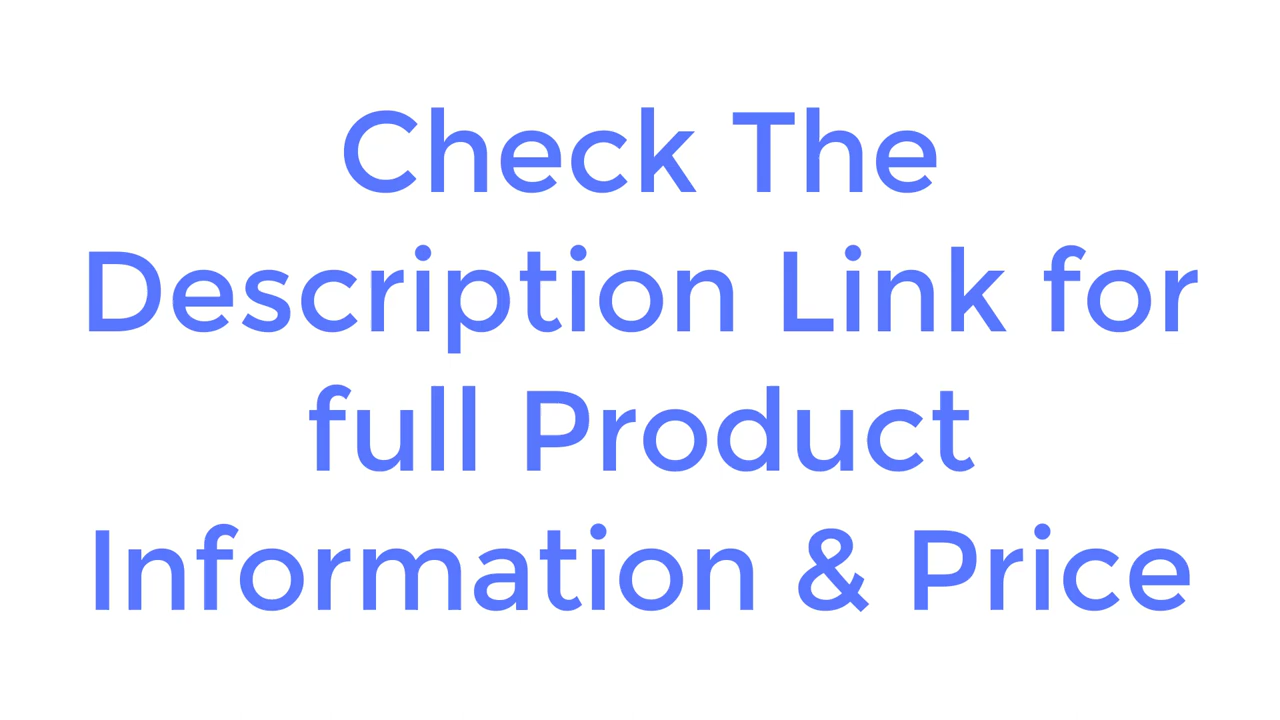 Check The
Description Link for
full Product
Information & Price